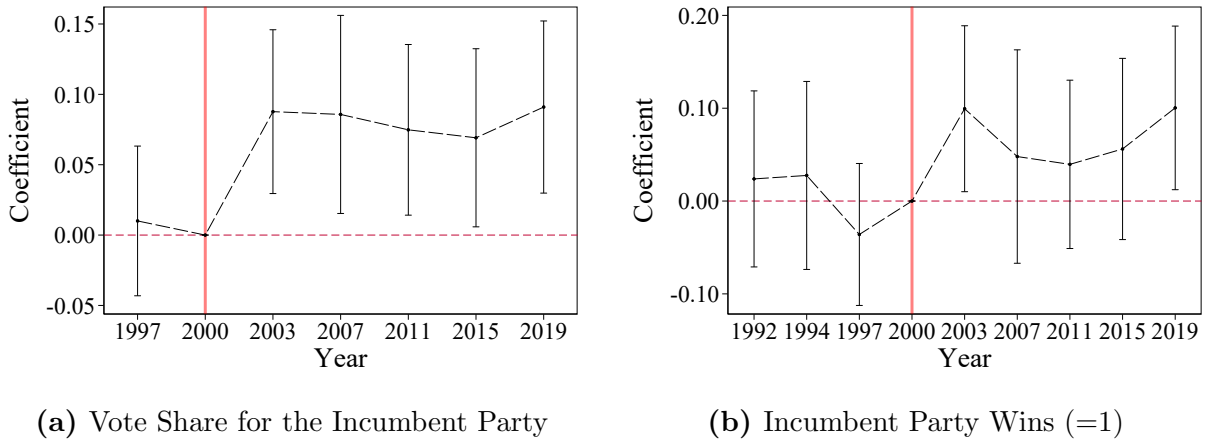 0.15
0.10
0.05
0.00
-0.05
Coefficient
1997 2000 2003 2007 2011 2015 2019
Year
(a) Vote Share for the Incumbent Party
0.20
0.10
0.00
-0.10
Coefficient
1992 1994 1997 2000 2003 2007 2011 2015 2019
Year
(b) Incumbent Party Wins (=1)